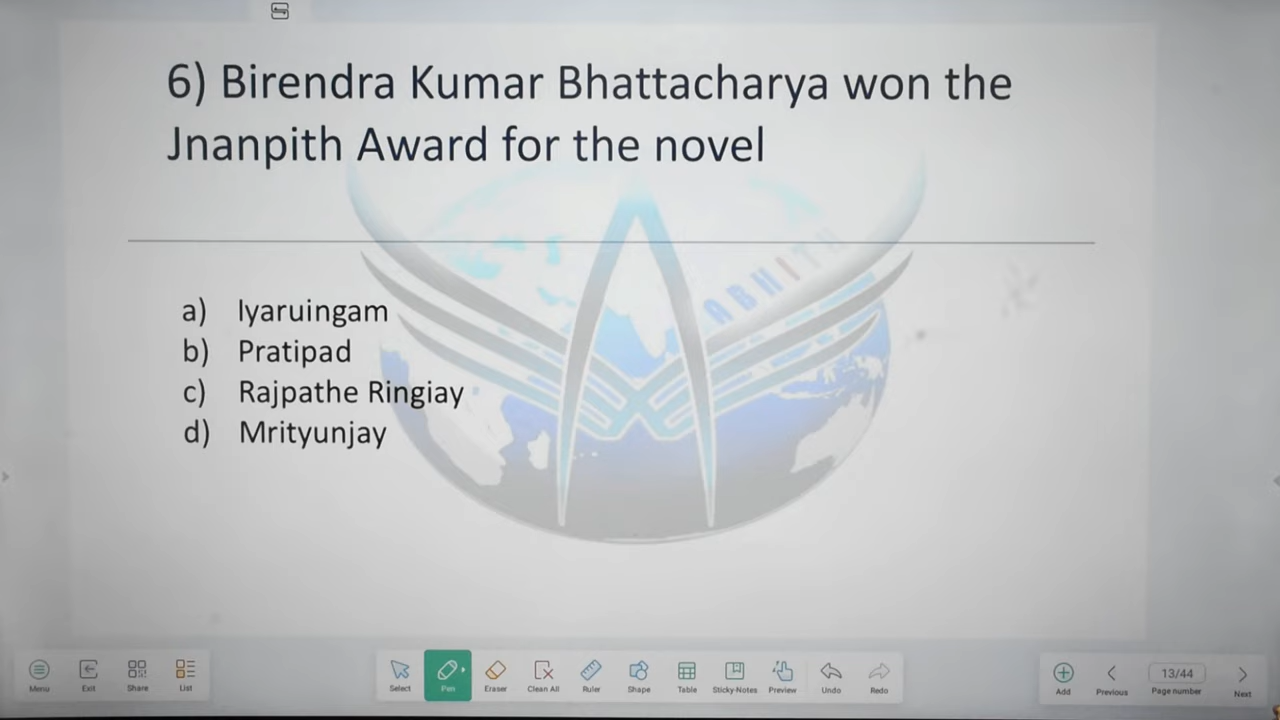 6) Birendra Kumar Bhattacharya won the
Jnanpith Award for the novel
ABHITH
a) Iyaruingam
b) Pratipad
c) Rajpathe Ringiay
d) Mrityunjay
Menu Exit Share List Select Pen Eraser Clean All Ruler Shape Table Sticky-Notes Preview Undo Redo Add Previous 13/44 Page number Next